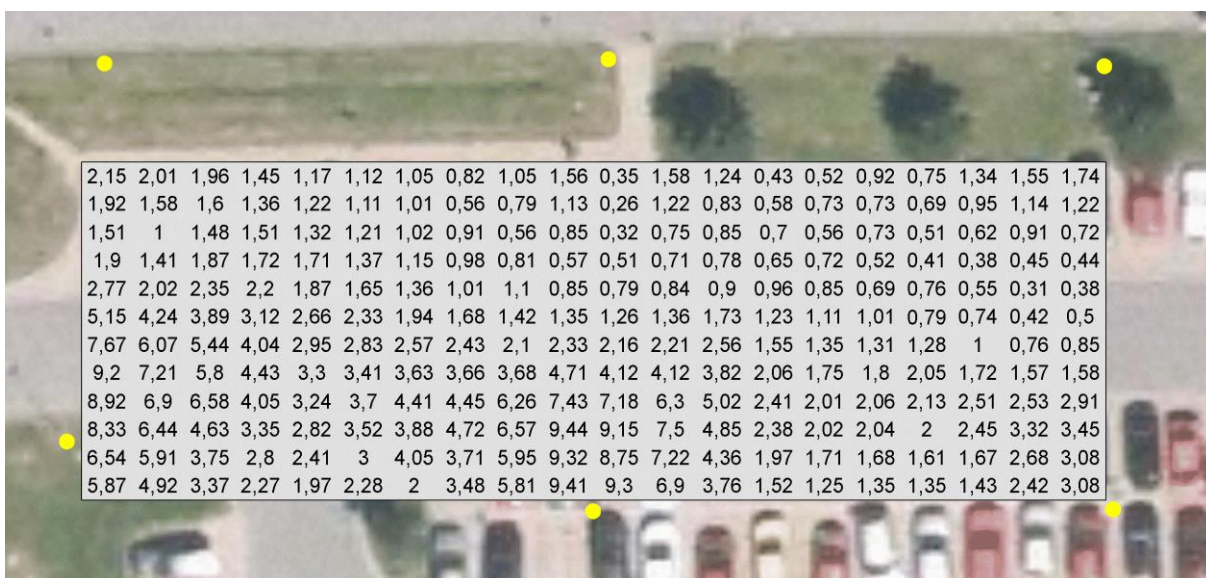 2,15 2,01 1,96 1,45 1,17 1,12 1,05 0,82 1,05 1,56 0,35 1,58 1,24 0,43 0,52 0,92 0,75 1,34 1,55 1,74
1,92 1,58 1,6 1,36 1,22 1,11 1,01 0,56 0,79 1,13 0,26 1,22 0,83 0,58 0,73 0,73 0,69 0,95 1,14 1,22
1,51 1 1,48 1,51 1,32 1,21 1,02 0,91 0,56 0,85 0,32 0,75 0,85 0,7 0,56 0,73 0,51 0,62 0,91 0,72
1,9 1,41 1,87 1,72 1,71 1,37 1,15 0,98 0,81 0,57 0,51 0,71 0,78 0,65 0,72 0,52 0,41 0,38 0,45 0,44
2,77 2,02 2,35 2,2 1,87 1,65 1,36 1,01 1,1 0,85 0,79 0,84 0,9 0,96 0,85 0,69 0,76 0,55 0,31 0,38
5,15 4,24 3,89 3,12 2,66 2,33 1,94 1,68 1,42 1,35 1,26 1,36 1,73 1,23 1,11 1,01 0,79 0,74 0,42 0,5
7,67 6,07 5,44 4,04 2,95 2,83 2,57 2,43 2,1 2,33 2,16 2,21 2,56 1,55 1,35 1,31 1,28 1 0,76 0,85
9,2 7,21 5,8 4,43 3,3 3,41 3,63 3,66 3,68 4,71 4,12 4,12 3,82 2,06 1,75 1,8 2,05 1,72 1,57 1,58
8,92 6,9 6,58 4,05 3,24 3,7 4,41 4,45 6,26 7,43 7,18 6,3 5,02 2,41 2,01 2,06 2,13 2,51 2,53 2,91
8,33 6,44 4,63 3,35 2,82 3,52 3,88 4,72 6,57 9,44 9,15 7,5 4,85 2,38 2,02 2,04 2 2,45 3,32 3,45
6,54 5,91 3,75 2,8 2,41 3 4,05 3,71 5,95 9,32 8,75 7,22 4,36 1,97 1,71 1,68 1,61 1,67 2,68 3,08
5,87 4,92 3,37 2,27 1,97 2,28 2 3,48 5,81 9,41 9,3 6,9 3,76 1,52 1,25 1,35 1,35 1,43 2,42 3,08